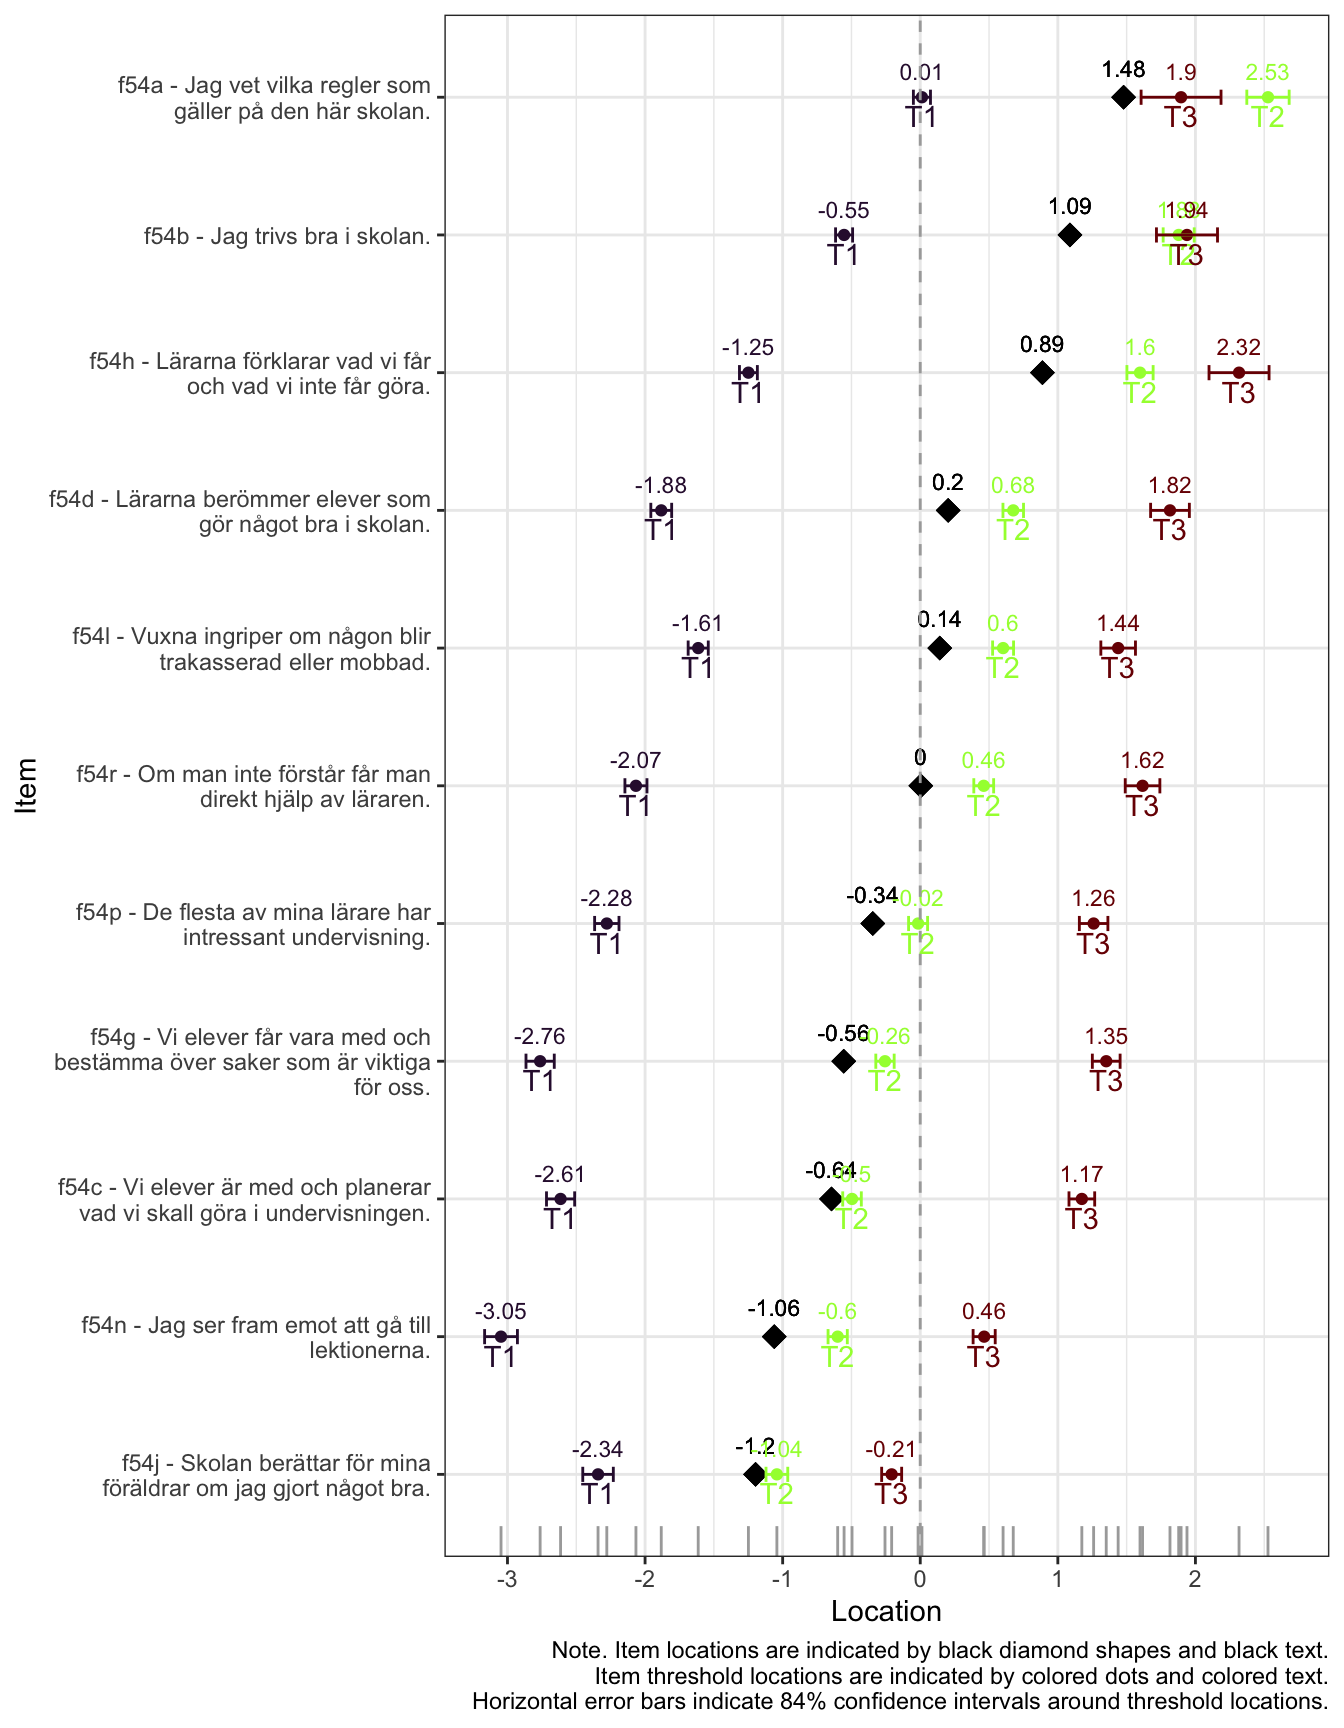 f54a - Jag vet vilka regler som
gäller på den här skolan.
0.01 1.48 1.9 2.53
T1 T3 T2
f54b - Jag trivs bra i skolan.
-0.55 1.09 1.94
T1 T2 T3
f54h - Lärarna förklarar vad vi får
och vad vi inte får göra.
-1.25 0.89 1.6 2.32
T1 T2 T3
f54d - Lärarna berömmer elever som
gör något bra i skolan.
-1.88 0.2 0.68 1.82
T1 T2 T3
f54l - Vuxna ingriper om någon blir
trakasserad eller mobbad.
-1.61 0.14 0.6 1.44
T1 T2 T3
f54r - Om man inte förstår får man
direkt hjälp av läraren.
-2.07 0 0.46 1.62
T1 T2 T3
f54p - De flesta av mina lärare har
intressant undervisning.
-2.28 -0.34 -0.02 1.26
T1 T2 T3
f54g - Vi elever får vara med och
bestämma över saker som är viktiga
för oss.
-2.76 -0.56 -0.26 1.35
T1 T2 T3
f54c - Vi elever är med och planerar
vad vi skall göra i undervisningen.
-2.61 -0.64 -0.5 1.17
T1 T2 T3
f54n - Jag ser fram emot att gå till
lektionerna.
-3.05 -1.06 -0.6 0.46
T1 T2 T3
f54j - Skolan berättar för mina
föräldrar om jag gjort något bra.
-2.34 -1.2 -1.04 -0.21
T1 T2 T3
Item
-3 -2 -1 0 1 2
Location
Note. Item locations are indicated by black diamond shapes and black text.
Item threshold locations are indicated by colored dots and colored text.
Horizontal error bars indicate 84% confidence intervals around threshold locations.